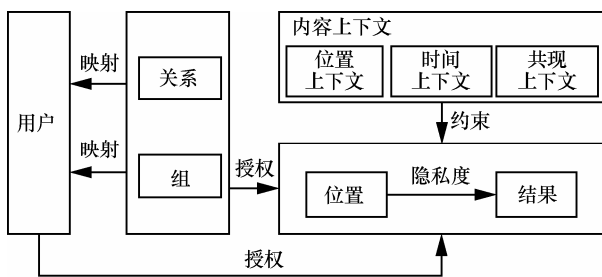 内容上下文
映射
关系
位置
上下文
时间
上下文
共现
上下文
用户
约束
映射
组
授权
位置
隐私度
结果
授权